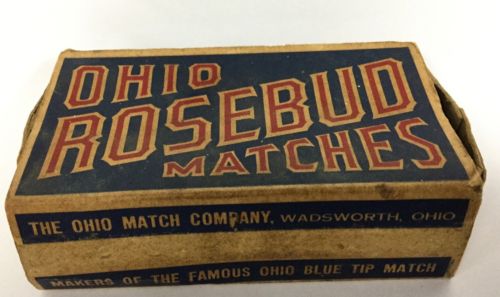 OHIO
ROSEBUD
MATCHES
THE OHIO MATCH COMPANY, WADSWORTH, OHIO
MAKERS OF THE FAMOUS OHIO BLUE TIP MATCH